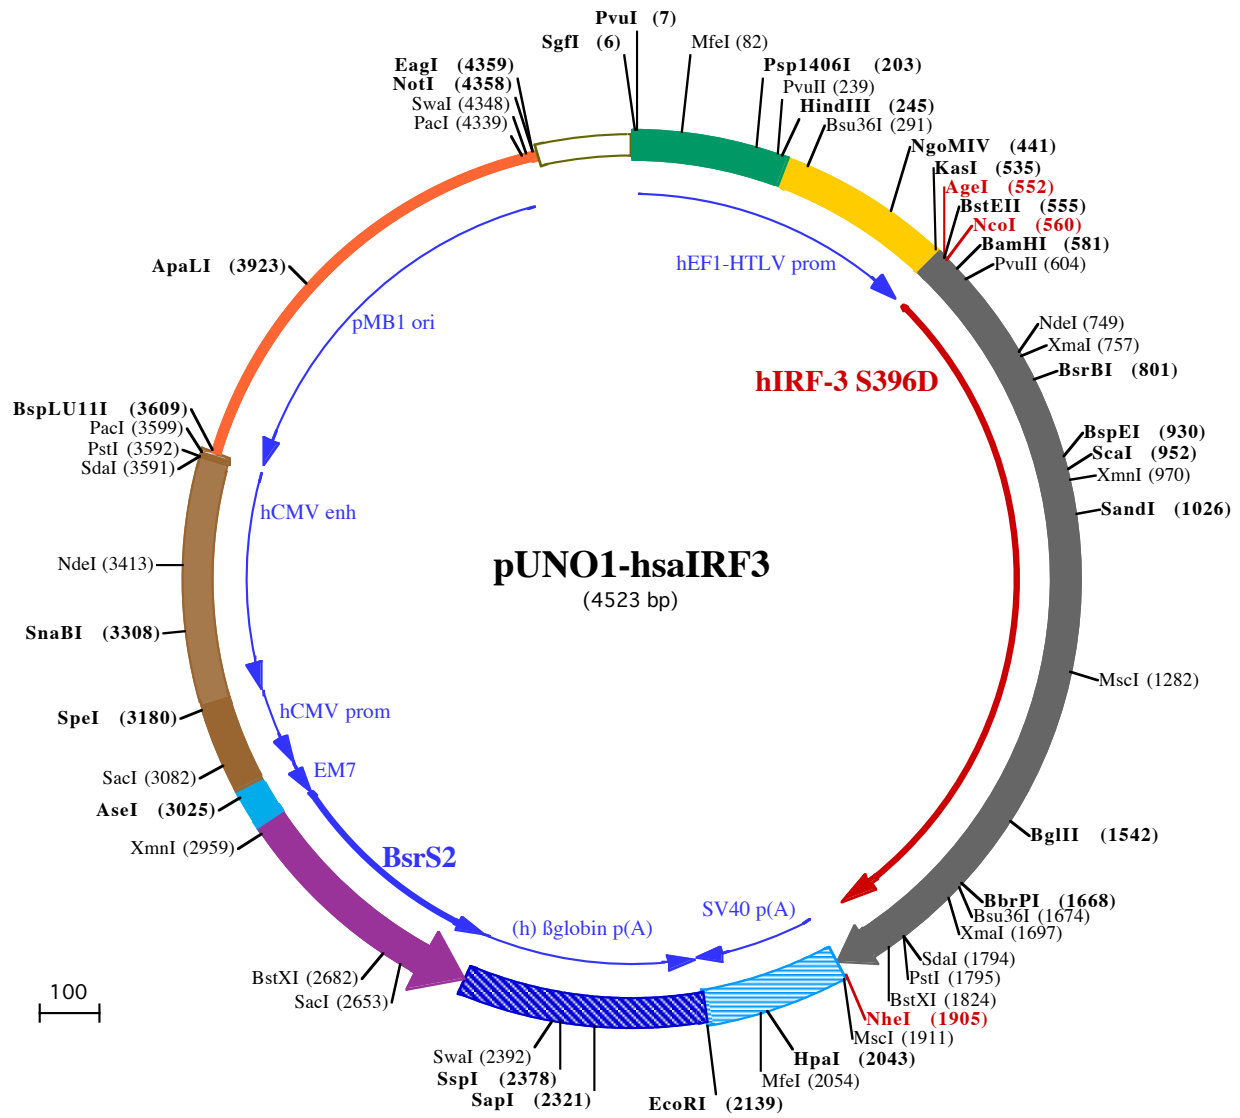 PvuI (7)
SgfI (6)
MfeI (82)
Psp1406I (203)
PvuII (239)
HindIII (245)
Bsu36I (291)
NgoMIV (441)
KasI (535)
AgeI (552)
BstEII (555)
NcoI (560)
BamHI (581)
PvuII (604)
NdeI (749)
XmaI (757)
BsrBI (801)
BspEI (930)
ScaI (952)
XmnI (970)
SandI (1026)
MscI (1282)
BglII (1542)
BbrPI (1668)
Bsu36I (1674)
XmaI (1697)
SdaI (1794)
PstI (1795)
BstXI (1824)
NheI (1905)
MscI (1911)
HpaI (2043)
MfeI (2054)
EcoRI (2139)
SapI (2321)
SspI (2378)
SwaI (2392)
SacI (2653)
BstXI (2682)
XmnI (2959)
AseI (3025)
SacI (3082)
SpeI (3180)
SnaBI (3308)
NdeI (3413)
SdaI (3591)
PstI (3592)
PacI (3599)
BspLU11I (3609)
ApaLI (3923)
PacI (4339)
SwaI (4348)
NotI (4358)
EagI (4359)
hEF1-HTLV prom
hIRF-3 S396D
SV40 p(A)
(h) ßglobin p(A)
BsrS2
EM7
hCMV prom
hCMV enh
pMB1 ori
pUNO1-hsaIRF3
(4523 bp)
100